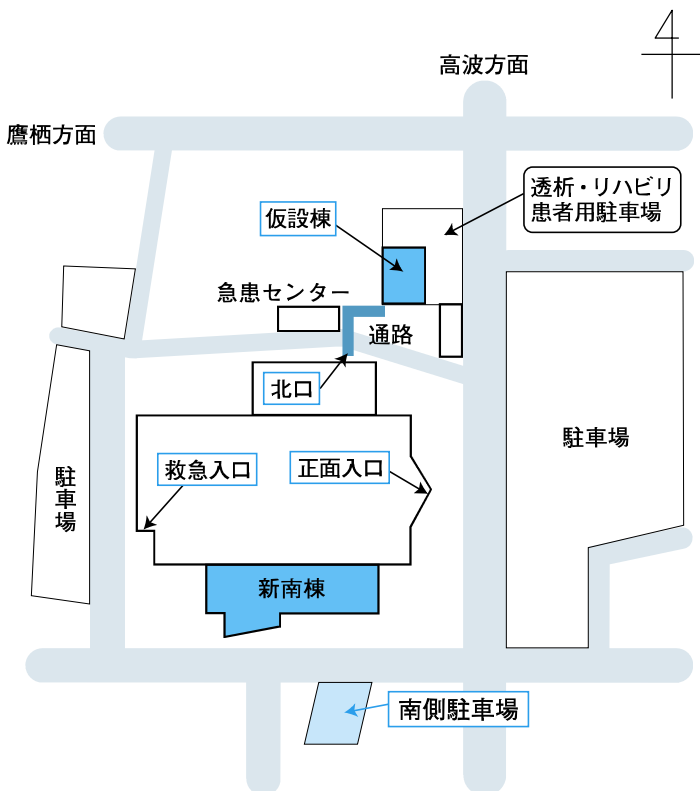 高波方面
鷹栖方面
透析・リハビリ
患者用駐車場
仮設棟
急患センター
通路
北口
駐車場
救急入口
正面入口
駐車場
新南棟
南側駐車場